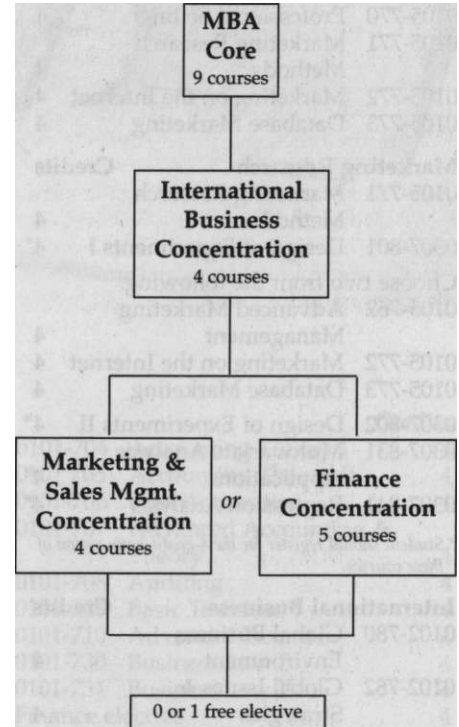 MBA
Core
9 courses
International
Business
Concentration
4 courses
Marketing &
Sales Mgmt.
Concentration
4 courses
or
Finance
Concentration
5 courses
0 or 1 free elective